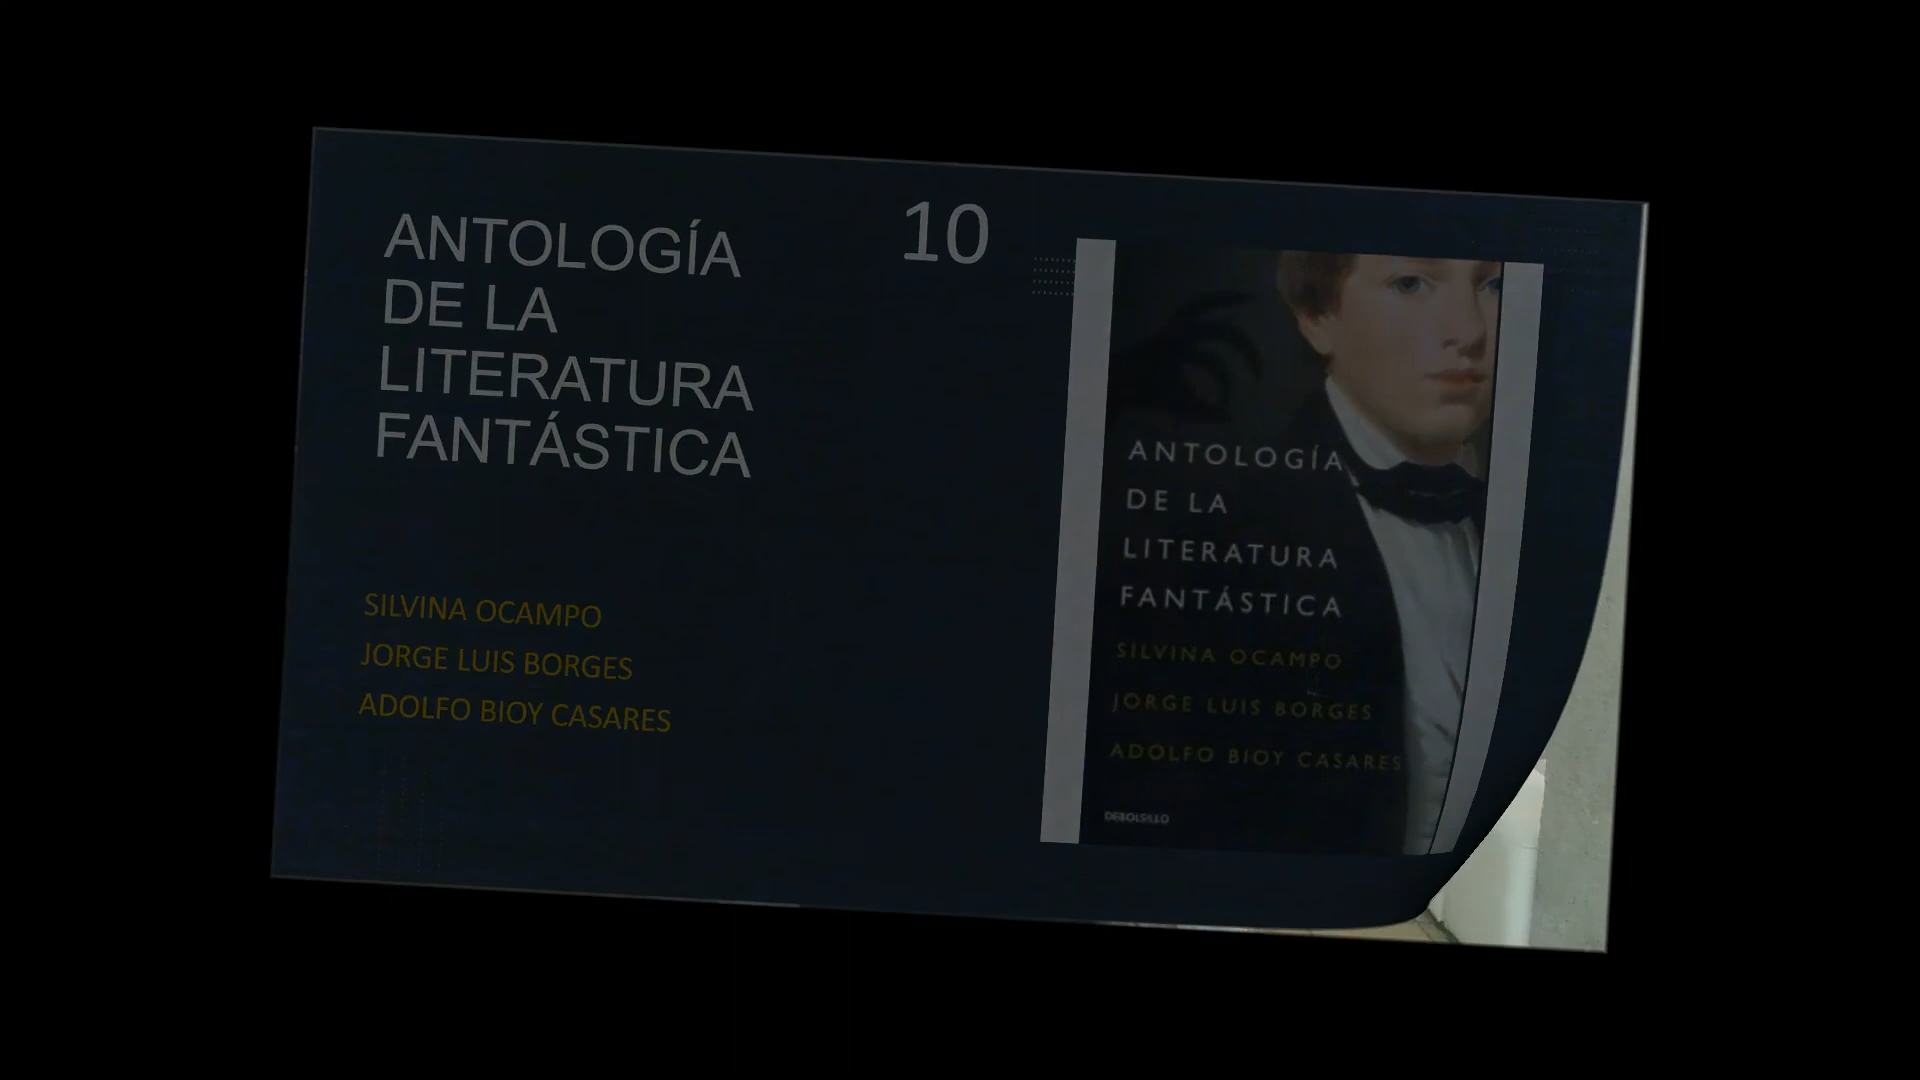 ANTOLOGÍA
DE LA
LITERATURA
FANTÁSTICA
10
SILVINA OCAMPO
JORGE LUIS BORGES
ADOLFO BIOY CASARES
ANTOLOGÍA
DE LA
LITERATURA
FANTÁSTICA
SILVINA OCAMPO
JORGE LUIS BORGES
ADOLFO BIOY CASARES
DEBOLSILLO